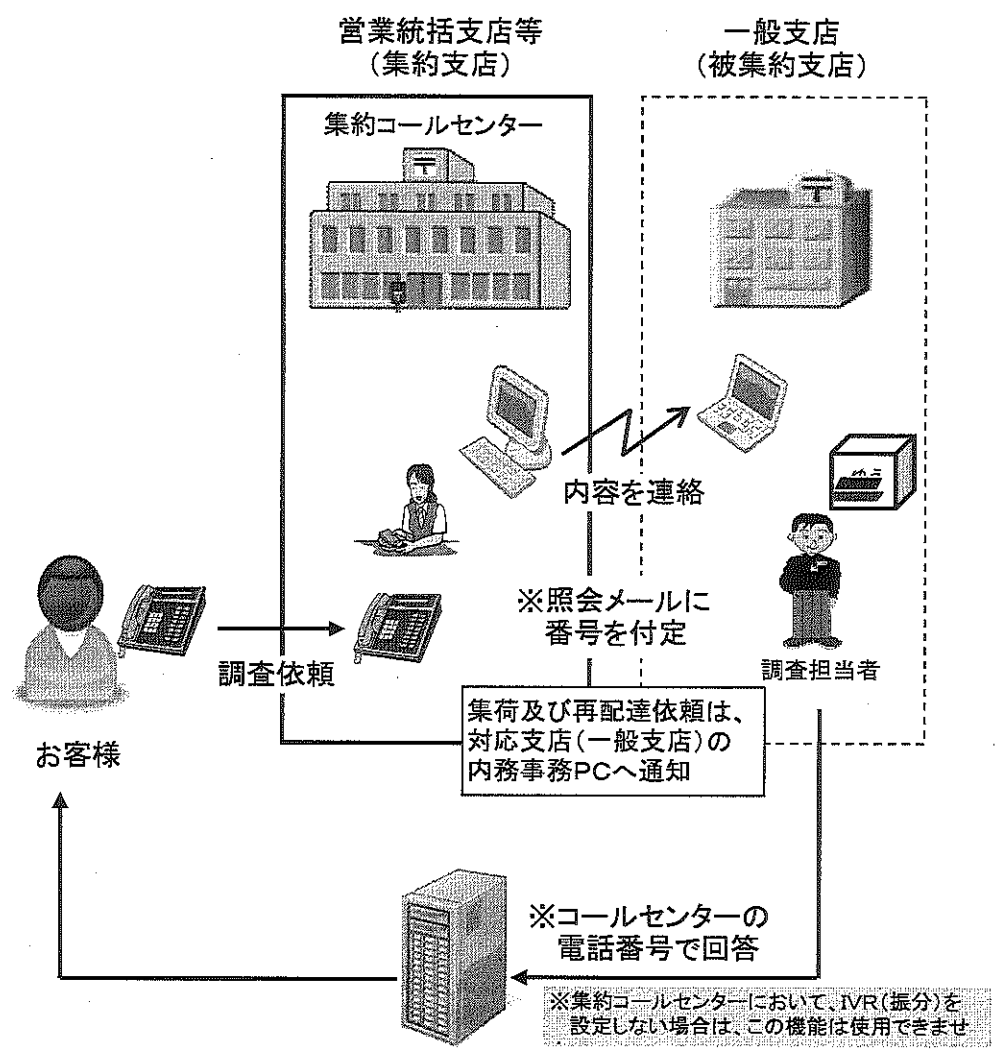 営業統括支店等
(集約支店)
一般支店
(被集約支店)
集約コールセンター
内容を連絡
※照会メールに
番号を付定
調査依頼
調査担当者
お客様
集荷及び再配達依頼は、
対応支店(一般支店)の
内務事務PCへ通知
※コールセンターの
電話番号で回答
※集約コールセンターにおいて、IVR(振分)を
設定しない場合は、この機能は使用できませ